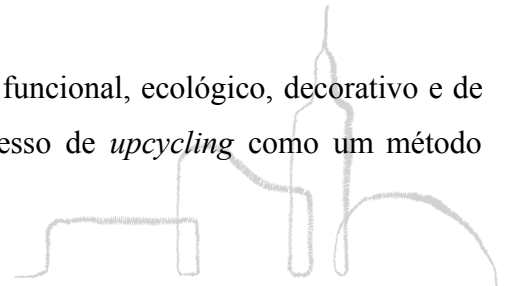 funcional, ecológico, decorativo e de
esso de upcycling como um método